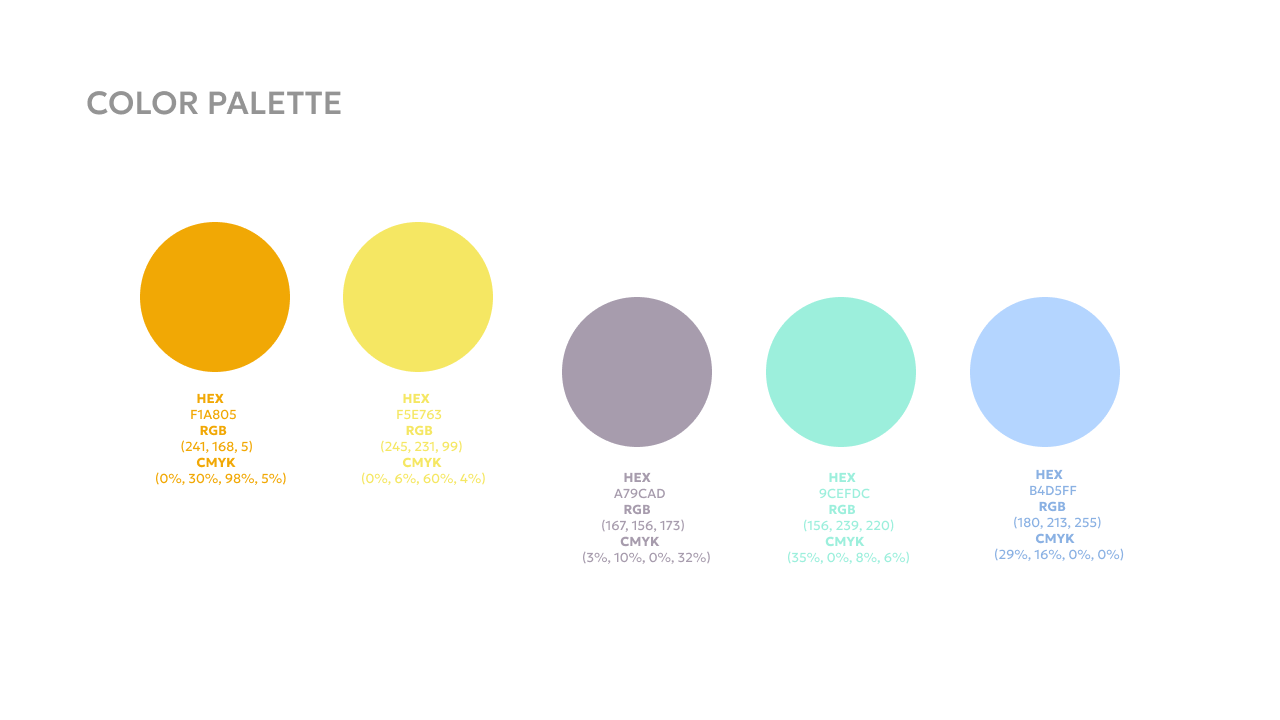 COLOR PALETTE
HEX
F1A805
RGB
(241, 168, 5)
CMYK
(0%, 30%, 98%, 5%)
HEX
F5E763
RGB
(245, 231, 99)
CMYK
(0%, 6%, 60%, 4%)
HEX
A79CAD
RGB
(167, 156, 173)
CMYK
(3%, 10%, 0%, 32%)
HEX
9CEFDC
RGB
(156, 239, 220)
CMYK
(35%, 0%, 8%, 6%)
HEX
B4D5FF
RGB
(180, 213, 255)
CMYK
(29%, 16%, 0%, 0%)